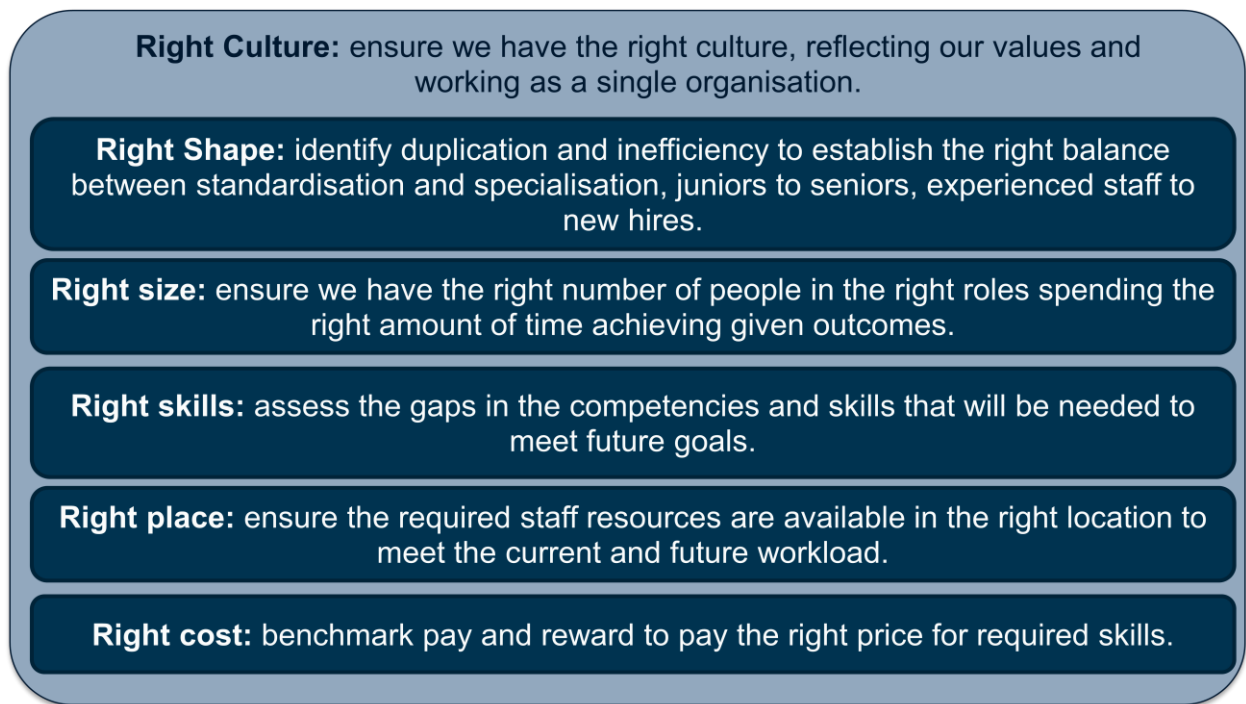 Right Culture: ensure we have the right culture, reflecting our values and
working as a single organisation.
Right Shape: identify duplication and inefficiency to establish the right balance
between standardisation and specialisation, juniors to seniors, experienced staff to
new hires.
Right size: ensure we have the right number of people in the right roles spending the
right amount of time achieving given outcomes.
Right skills: assess the gaps in the competencies and skills that will be needed to
meet future goals.
Right place: ensure the required staff resources are available in the right location to
meet the current and future workload.
Right cost: benchmark pay and reward to pay the right price for required skills.